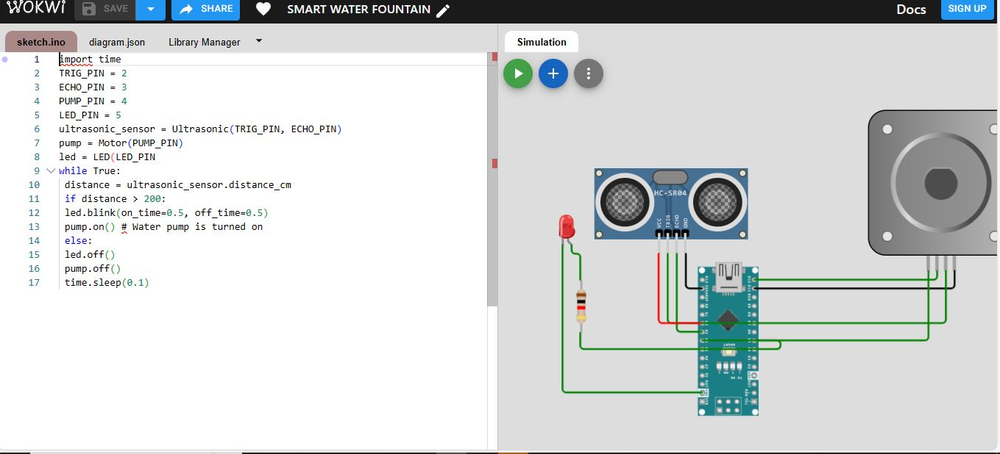 WOKWI
SAVE
SHARE
SMART WATER FOUNTAIN
Docs
SIGN UP
sketch.ino
diagram.json
Library Manager
Simulation
1 import time
2 TRIG_PIN = 2
3 ECHO_PIN = 3
4 PUMP_PIN = 4
5 LED_PIN = 5
6 ultrasonic_sensor = Ultrasonic(TRIG_PIN, ECHO_PIN)
7 pump = Motor(PUMP_PIN)
8 led = LED(LED_PIN
9 while True:
10 distance = ultrasonic_sensor.distance_cm
11 if distance > 200:
12 led.blink(on_time=0.5, off_time=0.5)
13 pump.on() # Water pump is turned on
14 else:
15 led.off()
16 pump.off()
17 time.sleep(0.1)
HC-SR04
VCC
TRIG
ECHO
GND
RESET